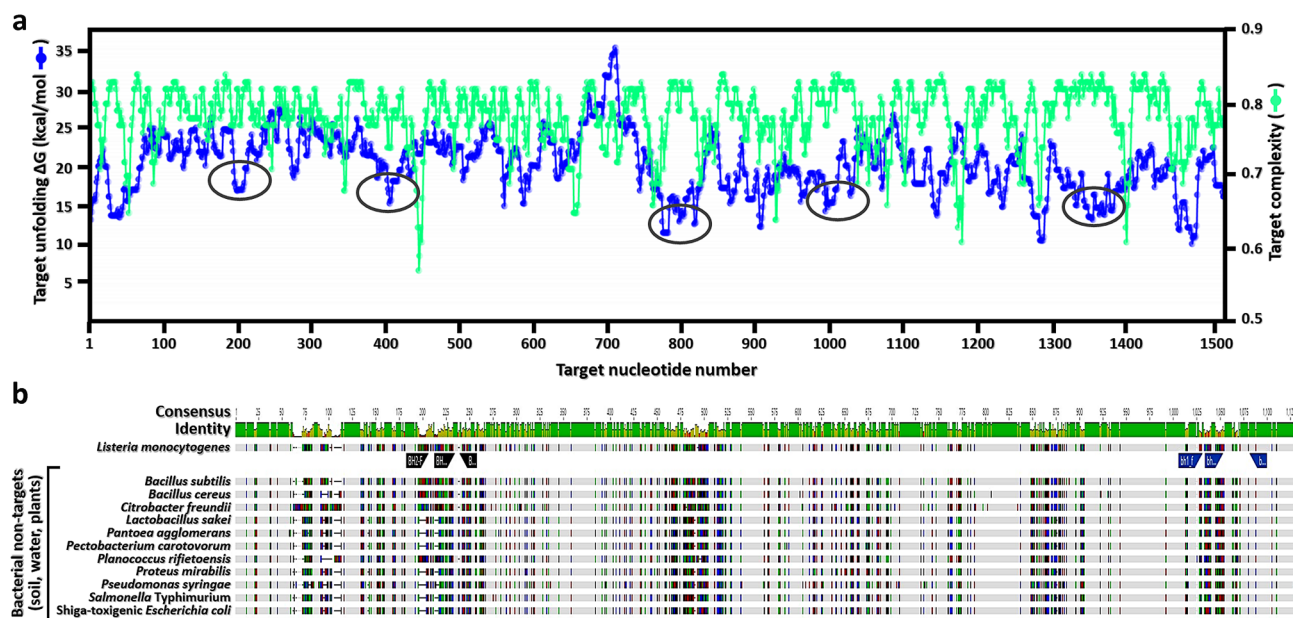 a
Target unfolding ΔG (kcal/mol)
35
30
25
20
15
10
5
0.9
0.8
0.7
0.6
0.5
Target complexity
1 100 200 300 400 500 600 700 800 900 1000 1100 1200 1300 1400 1500
Target nucleotide number
b
Consensus
Identity
Listeria monocytogenes
BH2-F BH... B... bh1_f bh... b...
Bacterial non-targets
(soil, water, plants)
Bacillus subtilis
Bacillus cereus
Citrobacter freundii
Lactobacillus sakei
Pantoea agglomerans
Pectobacterium carotovorum
Planococcus rifietoensis
Proteus mirabilis
Pseudomonas syringae
Salmonella Typhimurium
Shiga-toxigenic Escherichia coli